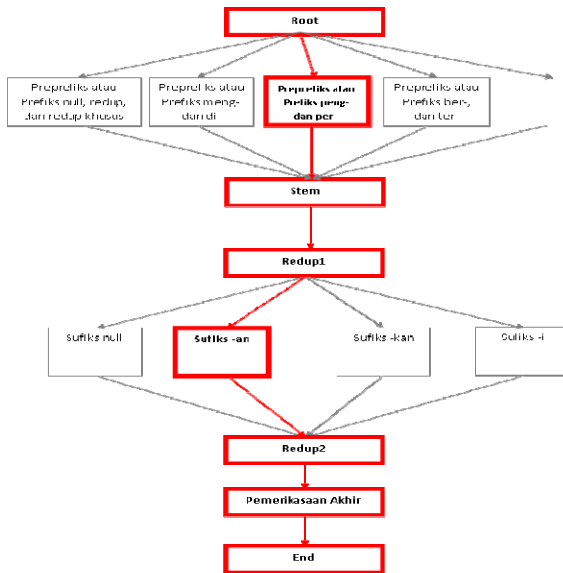 Root
Preprefiks atau
Prefiks null, redup,
dan redup khusus
Preprefiks atau
Prefiks meng-
dan di
Preprefiks atau
Prefiks peng-
dan per
Preprefiks atau
Prefiks ber-,
dan ter
Stem
Redup1
Sufiks null
Sufiks -an
Sufiks -kan
Sufiks -i
Redup2
Pemerikasaan Akhir
End